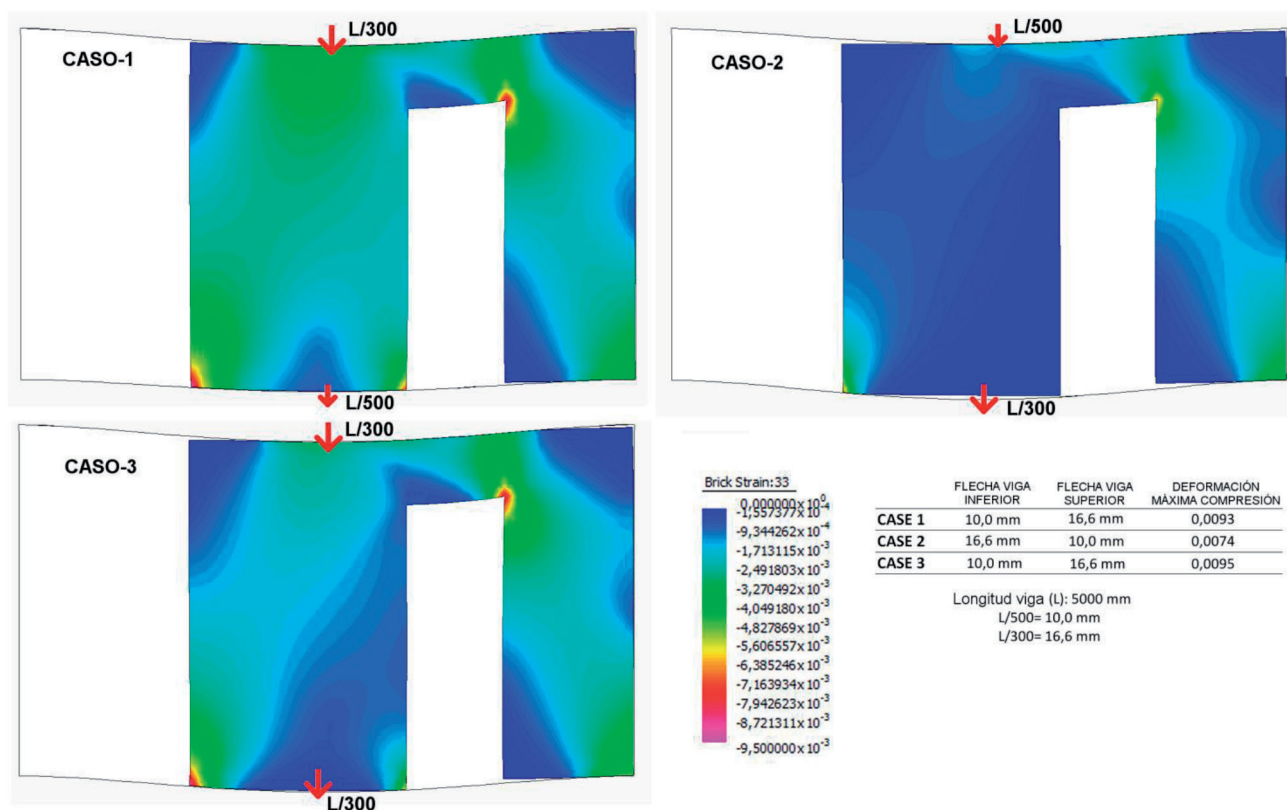 L/300
CASO-1
L/500
L/500
CASO-2
L/300
L/300
CASO-3
L/300
Brick Strain:33
0,000000x10⁰
-1,557377x10⁻⁴
-9,344262x10⁻⁴
-1,713115x10⁻³
-2,491803x10⁻³
-3,270492x10⁻³
-4,049180x10⁻³
-4,827869x10⁻³
-5,606557x10⁻³
-6,385246x10⁻³
-7,163934x10⁻³
-7,942623x10⁻³
-8,721311x10⁻³
-9,500000x10⁻³
FLECHA VIGA INFERIOR FLECHA VIGA SUPERIOR DEFORMACIÓN MÀXIMA COMPRESIÓN
CASE 1 10,0 mm 16,6 mm 0,0093
CASE 2 16,6 mm 10,0 mm 0,0074
CASE 3 10,0 mm 16,6 mm 0,0095
Longitud viga (L): 5000 mm
L/500= 10,0 mm
L/300= 16,6 mm